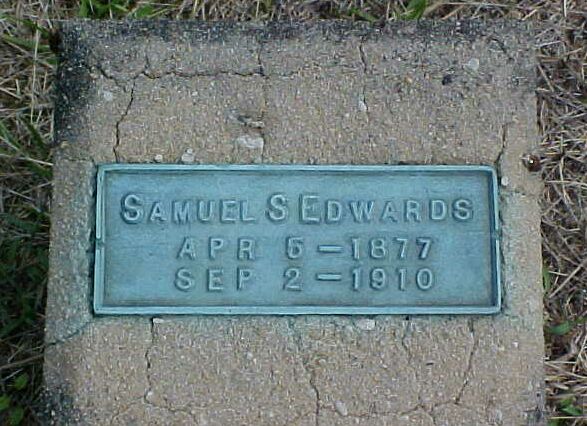 SAMUEL S EDWARDS
APR 5-1877
SEP 2-1910